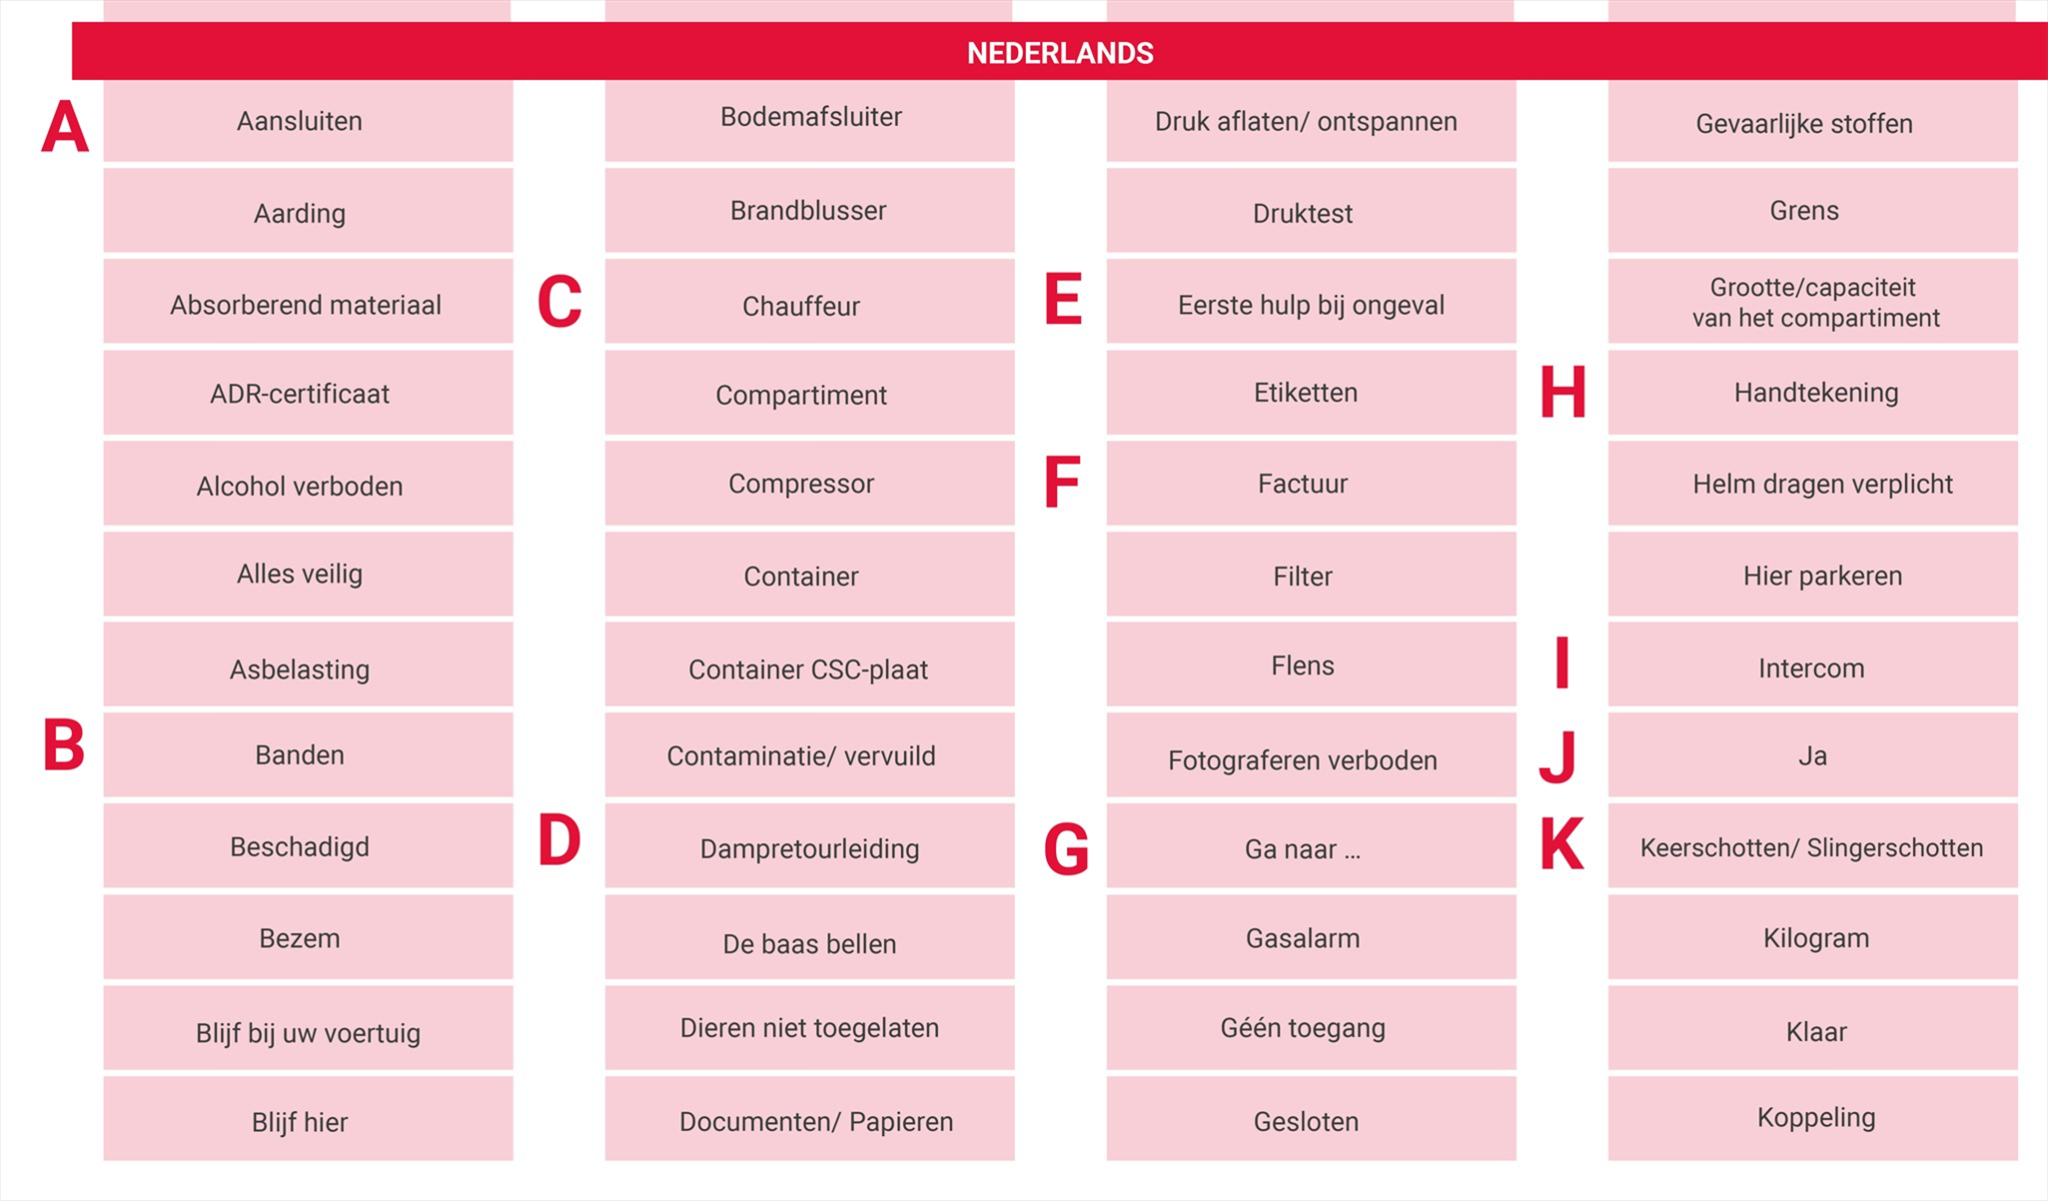 NEDERLANDS
A
Aansluiten
Aarding
Absorberend materiaal
ADR-certificaat
Alcohol verboden
Alles veilig
Asbelasting
B
Banden
Beschadigd
Bezem
Blijf bij uw voertuig
Blijf hier
Bodemafsluiter
Brandblusser
C
Chauffeur
Compartiment
Compressor
Container
Container CSC-plaat
Contaminatie/ vervuild
D
Dampretourleiding
De baas bellen
Dieren niet toegelaten
Documenten/ Papieren
Druk aflaten/ ontspannen
Druktest
E
Eerste hulp bij ongeval
Etiketten
F
Factuur
Filter
Flens
Fotograferen verboden
G
Ga naar ...
Gasalarm
Géén toegang
Gesloten
Gevaarlijke stoffen
Grens
Grootte/capaciteit
van het compartiment
H
Handtekening
Helm dragen verplicht
Hier parkeren
I
Intercom
J
Ja
K
Keerschotten/ Slingerschotten
Kilogram
Klaar
Koppeling